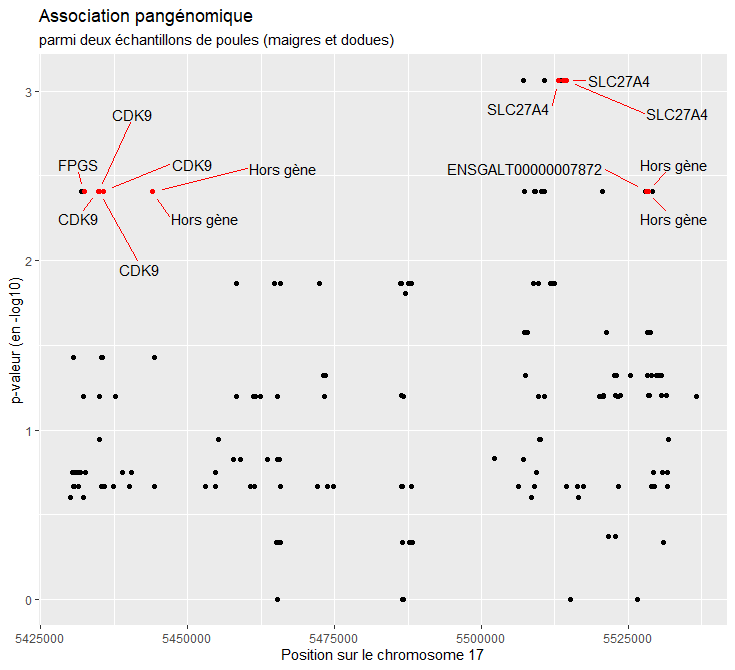 Association pangénomique
parmi deux échantillons de poules (maigres et dodues)
3
SLC27A4
SLC27A4
SLC27A4
CDK9
FPGS
CDK9
Hors gène
ENSGALT00000007872
Hors gène
CDK9
Hors gène
Hors gène
CDK9
2
p-valeur (en -log10)
1
0
5425000
5450000
5475000
5500000
5525000
Position sur le chromosome 17